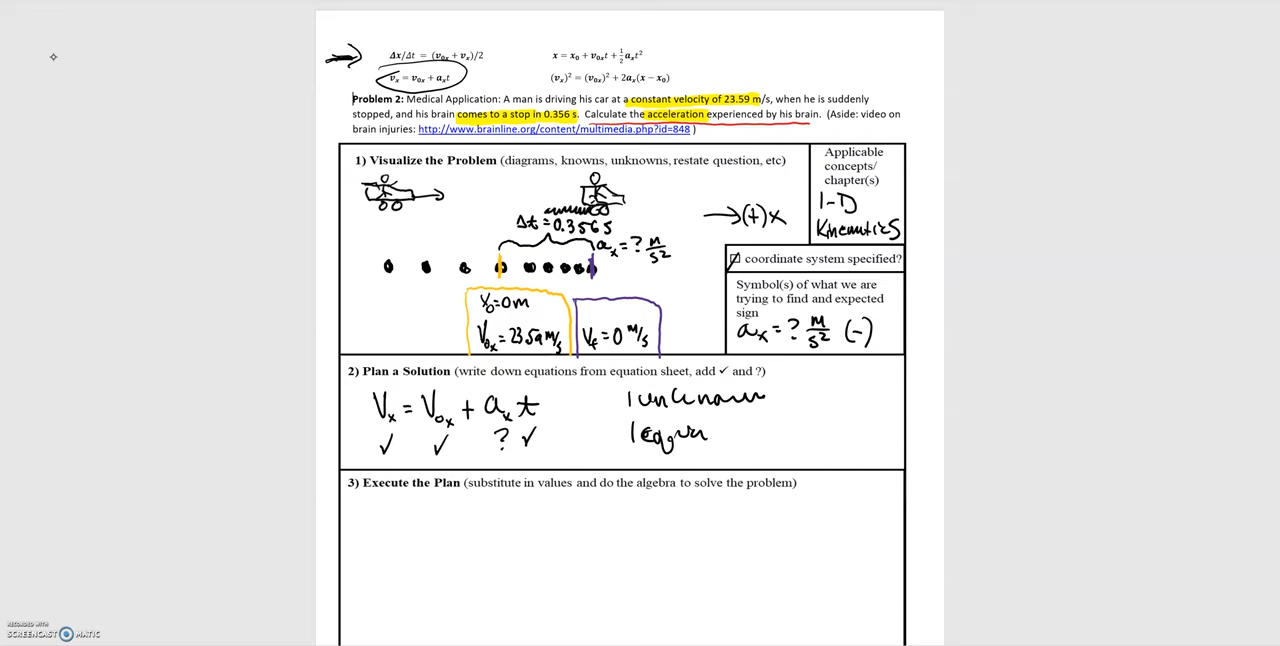 Δx/Δt = (v₀ₓ + vₓ)/2
x = x₀ + v₀ₓt + ½aₓt²
vₓ = v₀ₓ + aₓt
(vₓ)² = (v₀ₓ)² + 2aₓ(x − x₀)
Problem 2: Medical Application: A man is driving his car at a constant velocity of 23.59 m/s, when he is suddenly
stopped, and his brain comes to a stop in 0.356 s. Calculate the acceleration experienced by his brain. (Aside: video on
brain injuries: http://www.brainline.org/content/multimedia.php?id=848 )
1) Visualize the Problem (diagrams, knowns, unknowns, restate question, etc)
Applicable
concepts/
chapter(s)
1-D
Kinematics
Δt = 0.356s
→(+)x
aₓ = ? m/s²
x₀=0m
V₀ₓ = 23.59 m/s
Vf = 0 m/s
coordinate system specified?
Symbol(s) of what we are
trying to find and expected
sign
aₓ = ? m/s² (-)
2) Plan a Solution (write down equations from equation sheet, add ✓ and ?)
Vₓ = V₀ₓ + aₓ t
✓ ✓ ? ✓
1 unknown
1 eqn
3) Execute the Plan (substitute in values and do the algebra to solve the problem)
RECORDED WITH
SCREENCAST MATIC